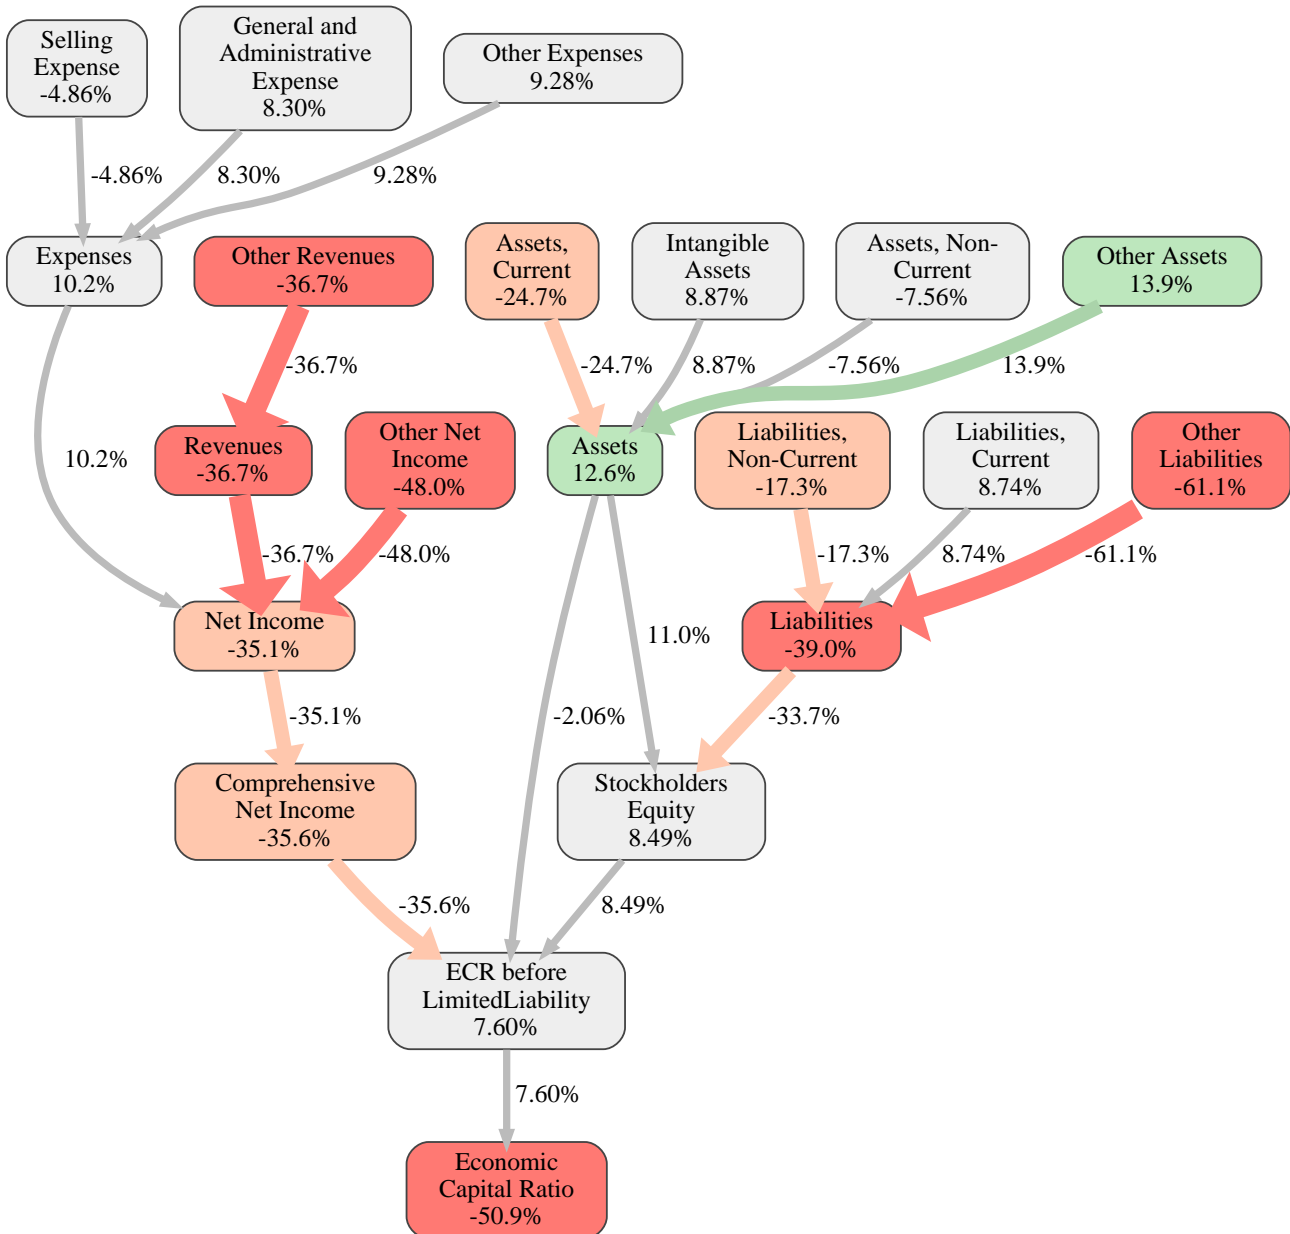 Selling
Expense
-4.86%
General and
Administrative
Expense
8.30%
Other Expenses
9.28%
-4.86%
8.30%
9.28%
Expenses
10.2%
Other Revenues
-36.7%
Assets,
Current
-24.7%
Intangible
Assets
8.87%
Assets, Non-
Current
-7.56%
Other Assets
13.9%
-36.7%
-24.7%
8.87%
-7.56%
13.9%
10.2%
Revenues
-36.7%
Other Net
Income
-48.0%
Assets
12.6%
Liabilities,
Non-Current
-17.3%
Liabilities,
Current
8.74%
Other
Liabilities
-61.1%
-36.7%
-48.0%
-17.3%
8.74%
-61.1%
Net Income
-35.1%
11.0%
Liabilities
-39.0%
-35.1%
-2.06%
-33.7%
Comprehensive
Net Income
-35.6%
Stockholders
Equity
8.49%
-35.6%
8.49%
ECR before
LimitedLiability
7.60%
7.60%
Economic
Capital Ratio
-50.9%